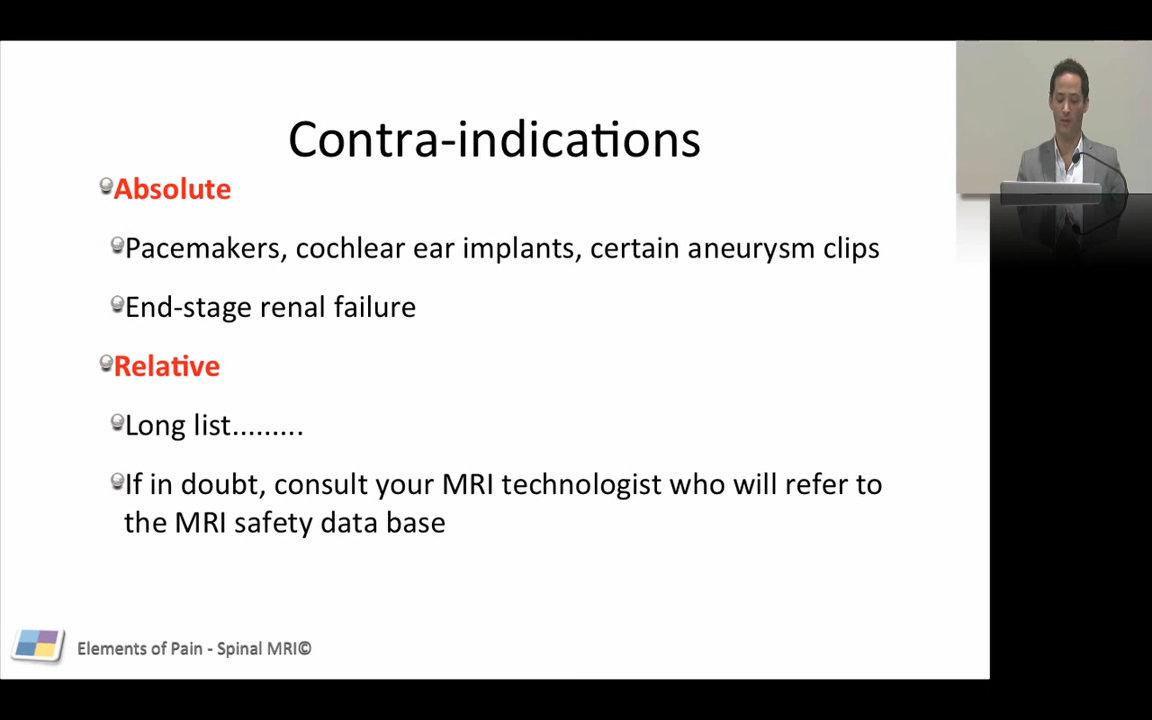 Contra-indications
Absolute
Pacemakers, cochlear ear implants, certain aneurysm clips
End-stage renal failure
Relative
Long list.........
If in doubt, consult your MRI technologist who will refer to
the MRI safety data base
Elements of Pain - Spinal MRI©